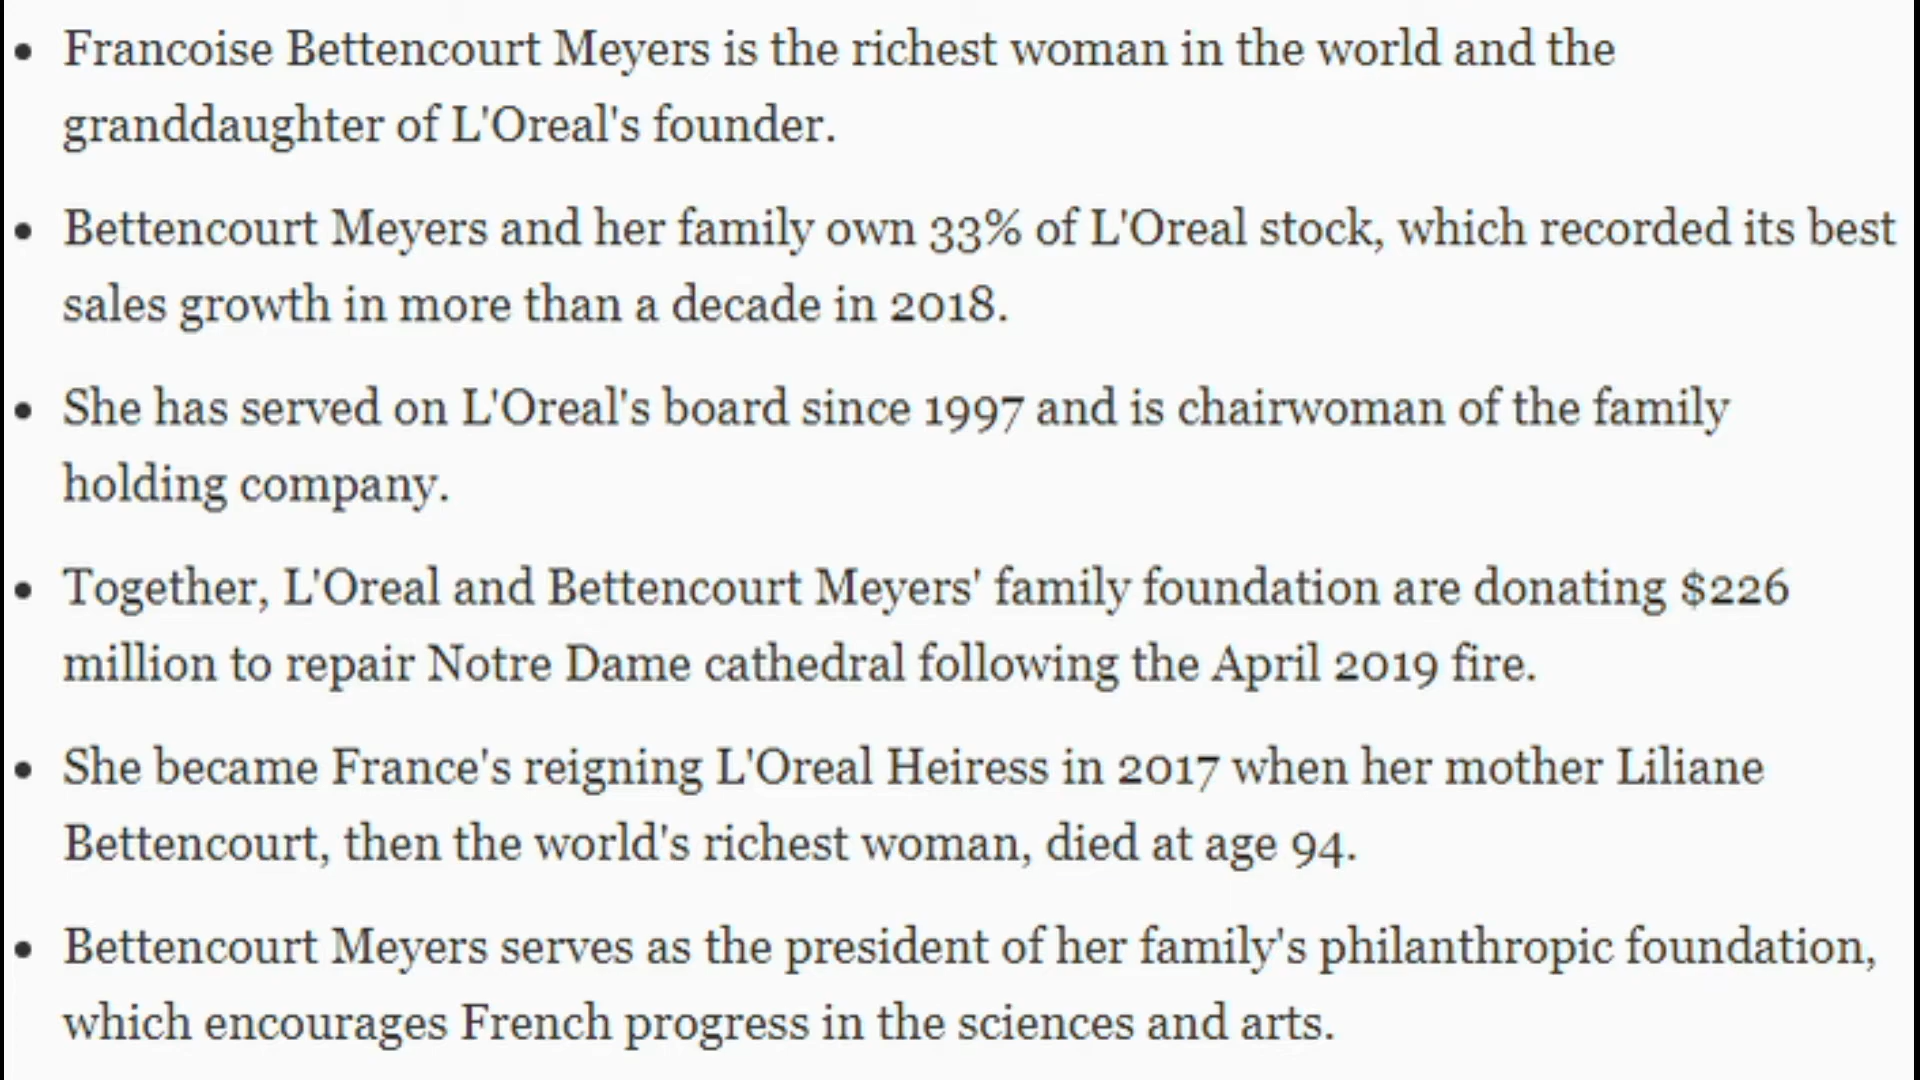 • Francoise Bettencourt Meyers is the richest woman in the world and the
granddaughter of L'Oreal's founder.
• Bettencourt Meyers and her family own 33% of L'Oreal stock, which recorded its best
sales growth in more than a decade in 2018.
• She has served on L'Oreal's board since 1997 and is chairwoman of the family
holding company.
• Together, L'Oreal and Bettencourt Meyers' family foundation are donating $226
million to repair Notre Dame cathedral following the April 2019 fire.
• She became France's reigning L'Oreal Heiress in 2017 when her mother Liliane
Bettencourt, then the world's richest woman, died at age 94.
• Bettencourt Meyers serves as the president of her family's philanthropic foundation,
which encourages French progress in the sciences and arts.